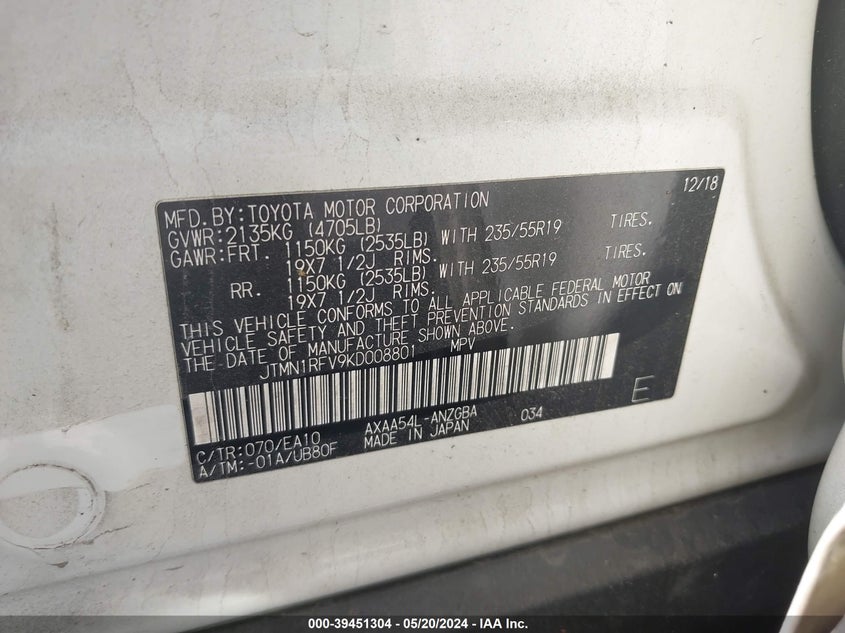 12/18
MFD.BY:TOYOTA MOTOR CORPORATION
GVWR:2135KG (4705LB)
GAWR:FRT. 1150KG (2535LB) WITH 235/55R19 TIRES.
19X7 1/2J RIMS.
RR. 1150KG (2535LB) WITH 235/55R19 TIRES.
19X7 1/2J RIMS.
THIS VEHICLE CONFORMS TO ALL APPLICABLE FEDERAL MOTOR
VEHICLE SAFETY AND THEFT PREVENTION STANDARDS IN EFFECT ON
THE DATE OF MANUFACTURE SHOWN ABOVE.
JTMN1RFV9KD008801 MPV
C/TR:070/EA10 AXAA54L-ANZGBA 034 E
A/TM:-01A/UB80F MADE IN JAPAN
000-39451304 | 05/20/2024 | IAA Inc.